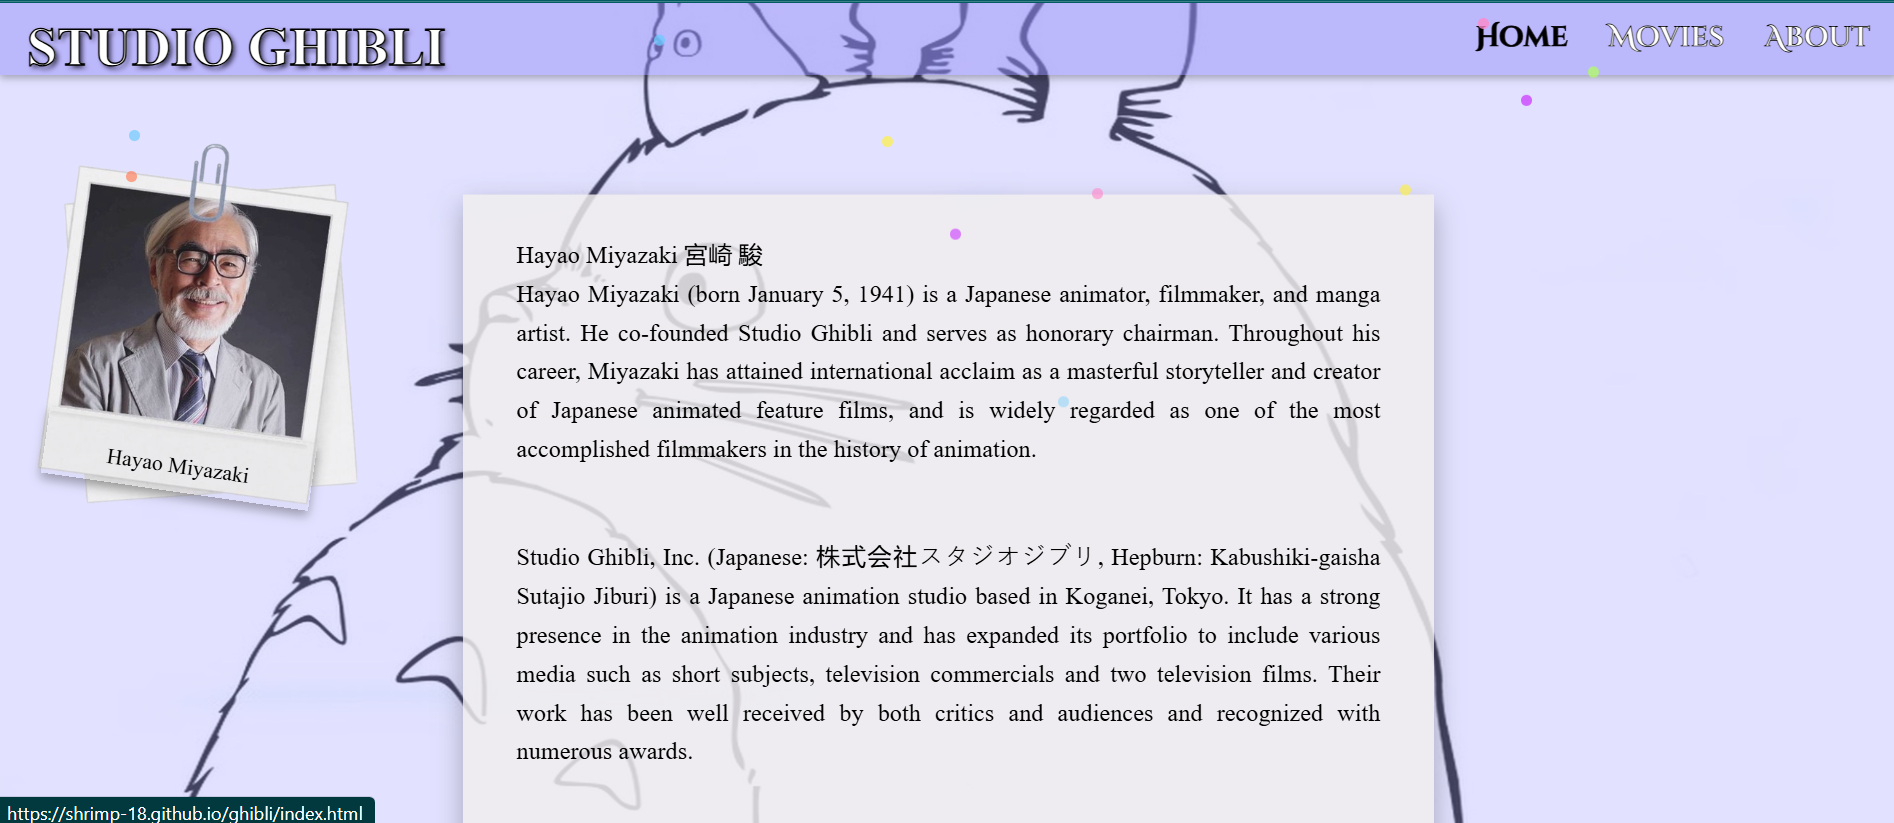 STUDIO GHIBLI
Home
Movies
About
Hayao Miyazaki
Hayao Miyazaki 宮崎 駿
Hayao Miyazaki (born January 5, 1941) is a Japanese animator, filmmaker, and manga
artist. He co-founded Studio Ghibli and serves as honorary chairman. Throughout his
career, Miyazaki has attained international acclaim as a masterful storyteller and creator
of Japanese animated feature films, and is widely regarded as one of the most
accomplished filmmakers in the history of animation.
Studio Ghibli, Inc. (Japanese: 株式会社スタジオジブリ, Hepburn: Kabushiki-gaisha
Sutajio Jiburi) is a Japanese animation studio based in Koganei, Tokyo. It has a strong
presence in the animation industry and has expanded its portfolio to include various
media such as short subjects, television commercials and two television films. Their
work has been well received by both critics and audiences and recognized with
numerous awards.
https://shrimp-18.github.io/ghibli/index.html